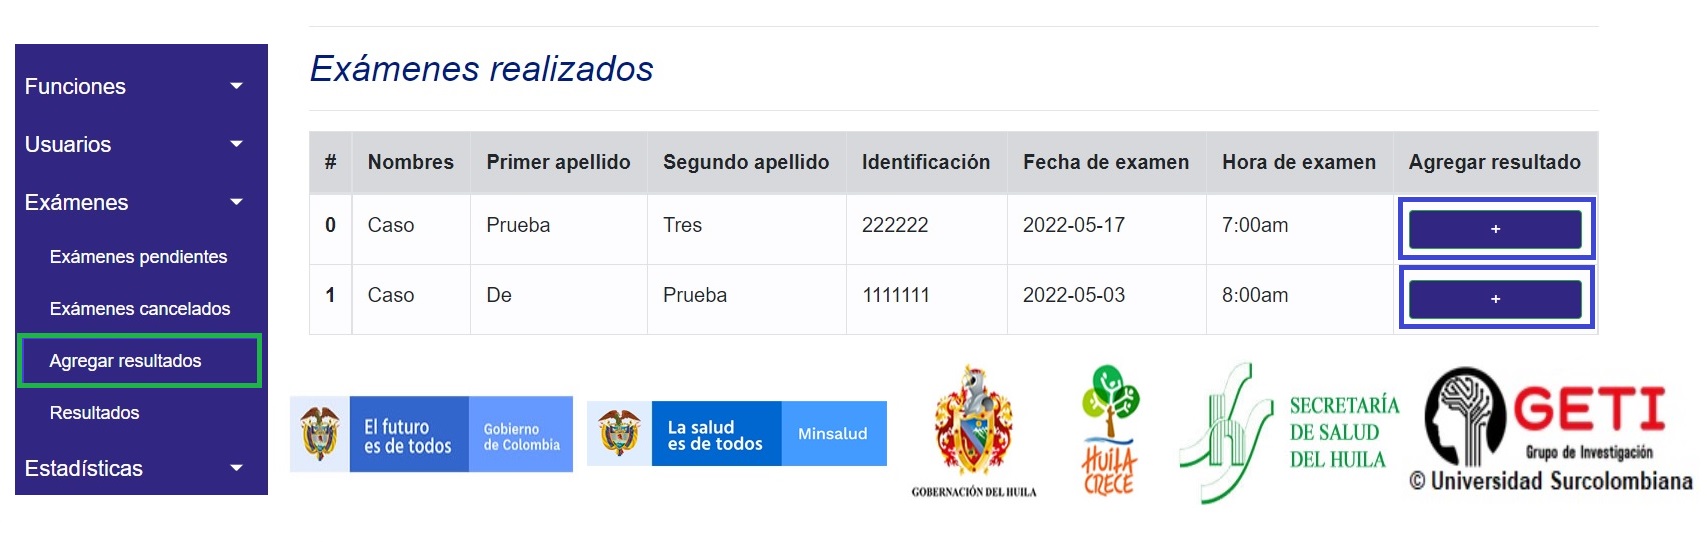 Funciones
Usuarios
Exámenes
Exámenes pendientes
Exámenes cancelados
Agregar resultados
Resultados
Estadísticas
Exámenes realizados
# Nombres Primer apellido Segundo apellido Identificación Fecha de examen Hora de examen Agregar resultado
0 Caso Prueba Tres 222222 2022-05-17 7:00am +
1 Caso De Prueba 1111111 2022-05-03 8:00am +
El futuro
es de todos
Gobierno
de Colombia
La salud
es de todos
Minsalud
GOBERNACIÓN DEL HUILA
HUILA
CRECE
SECRETARÍA
DE SALUD
DEL HUILA
GETI
Grupo de Investigación
© Universidad Surcolombiana